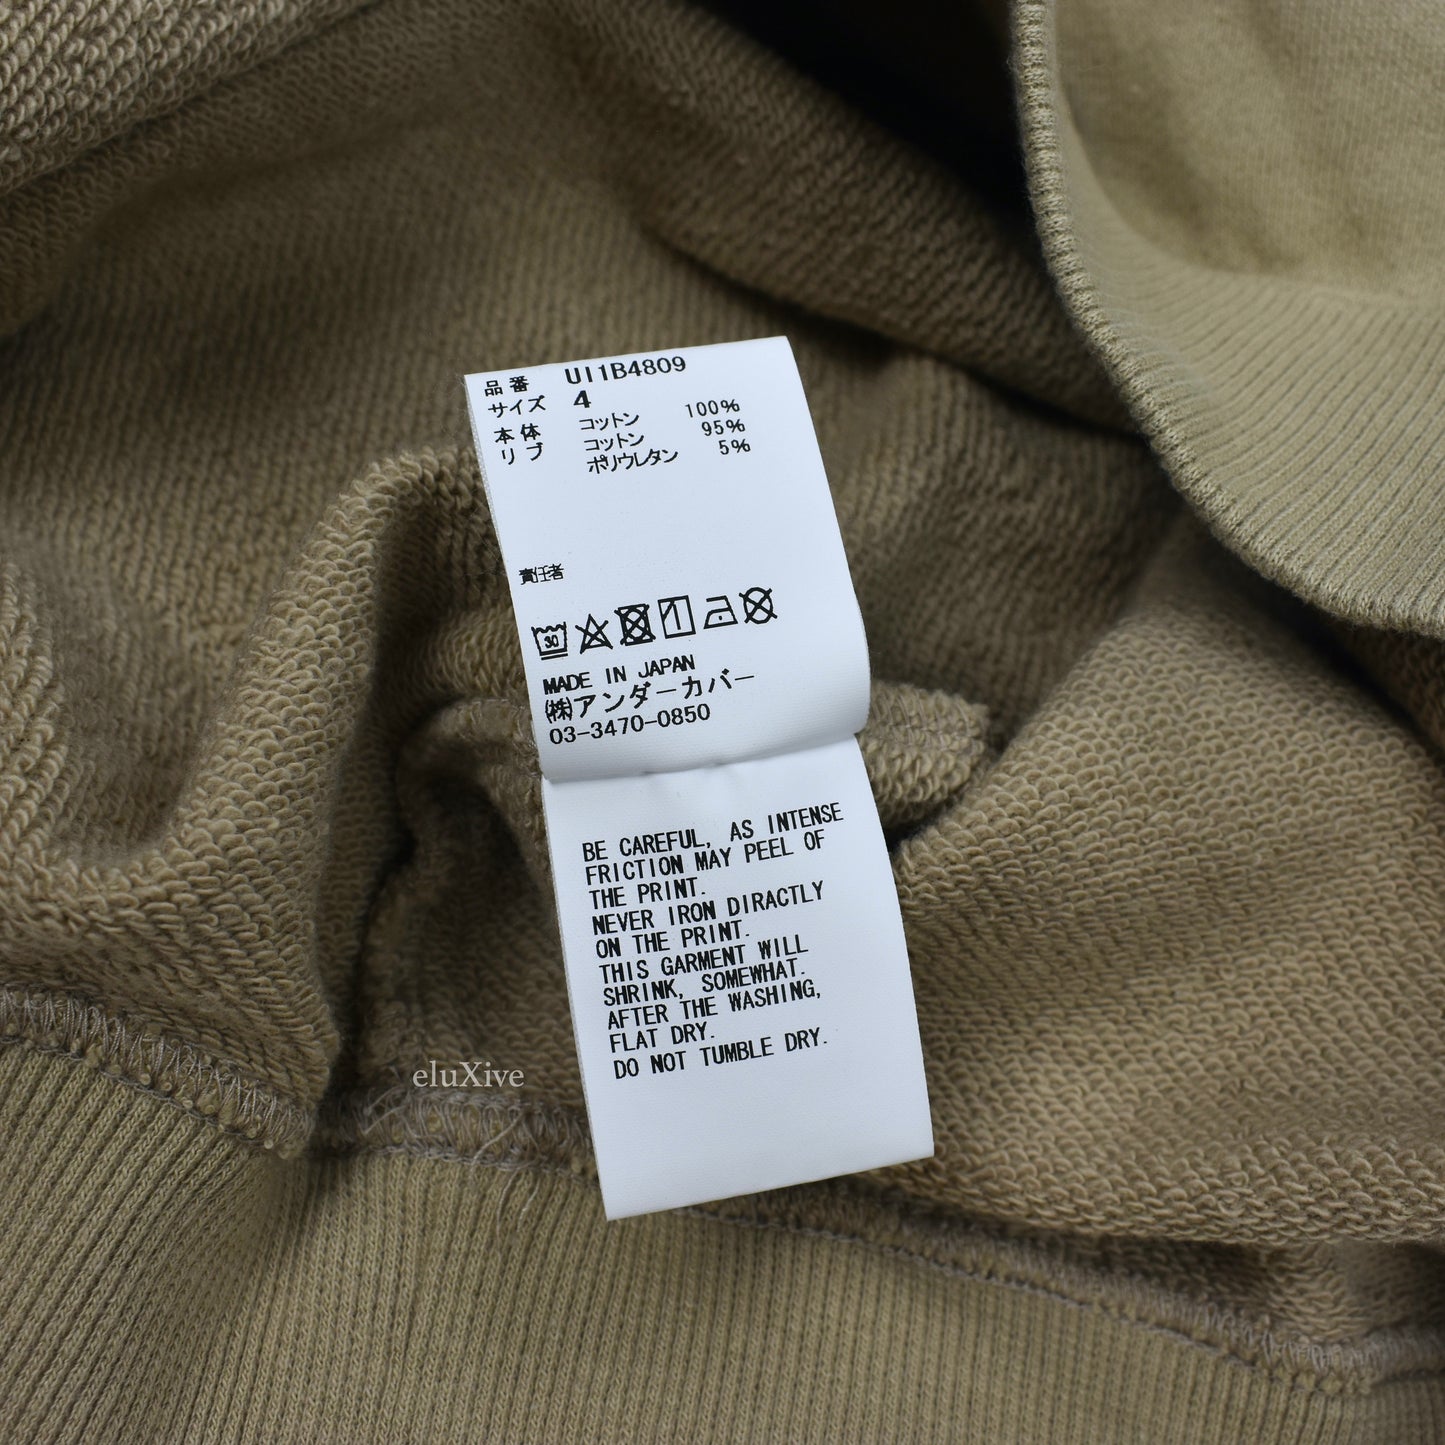 品番 UI1B4809
サイズ 4
本体 コットン 100%
リブ コットン 95%
ポリウレタン 5%
責任者
30
MADE IN JAPAN
㈱アンダーカバー
03-3470-0850
BE CAREFUL, AS INTENSE
FRICTION MAY PEEL OF
THE PRINT.
NEVER IRON DIRACTLY
ON THE PRINT.
THIS GARMENT WILL
SHRINK, SOMEWHAT.
AFTER THE WASHING,
FLAT DRY.
DO NOT TUMBLE DRY.
eluXive